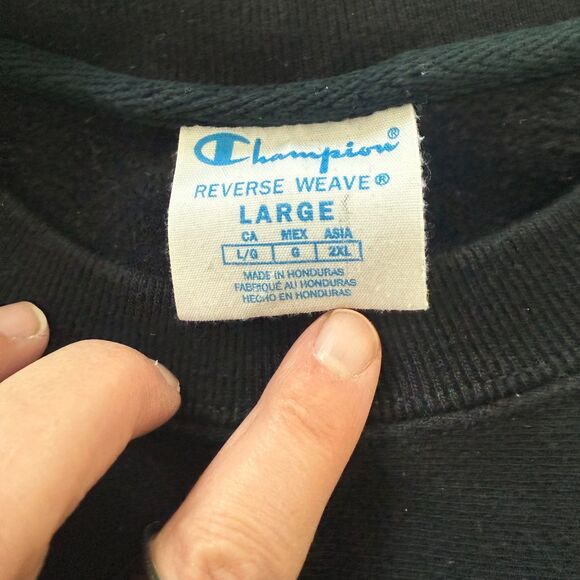 Champion®
REVERSE WEAVE®
LARGE
CA MEX ASIA
L/G G 2XL
MADE IN HONDURAS
FABRIQUÉ AU HONDURAS
HECHO EN HONDURAS